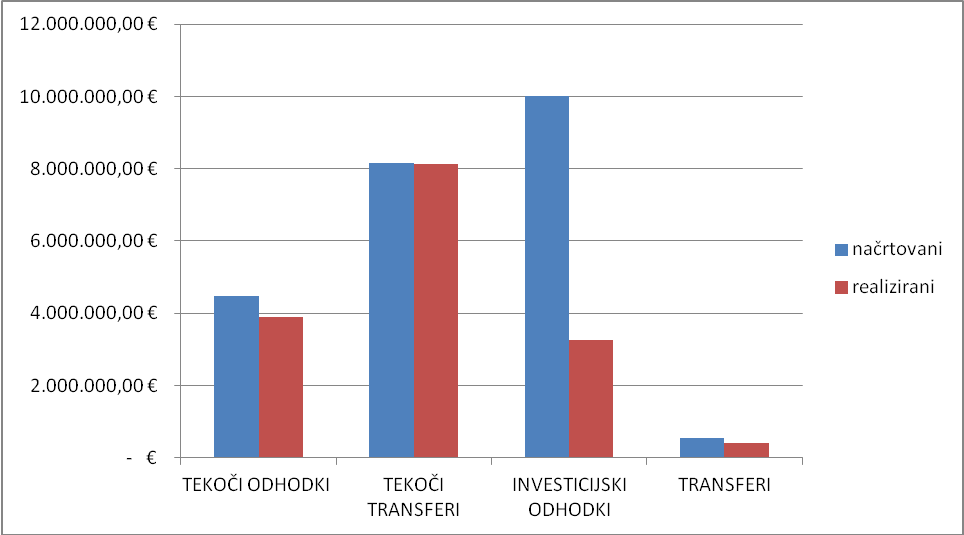 12.000.000,00 €
10.000.000,00 €
8.000.000,00 €
6.000.000,00 €
4.000.000,00 €
2.000.000,00 €
- €
TEKOČI ODHODKI
TEKOČI
TRANSFERI
INVESTICIJSKI
ODHODKI
TRANSFERI
načrtovani
realizirani